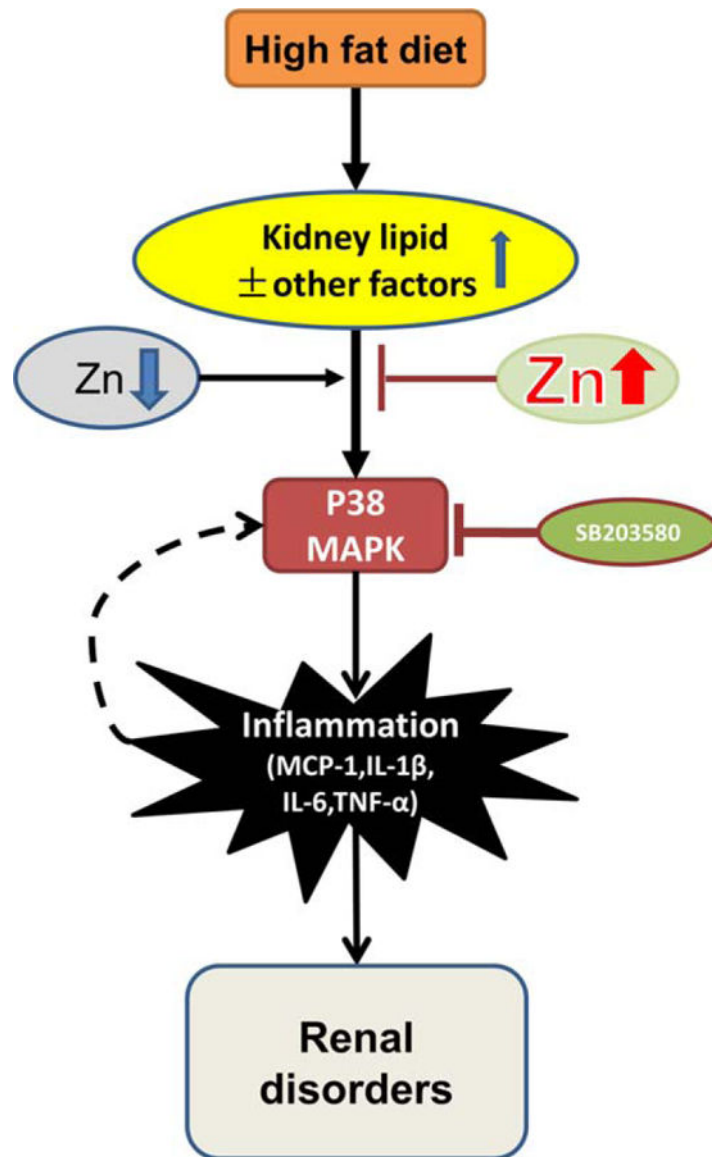 High fat diet
Kidney lipid
±other factors
Zn
Zn
P38
MAPK
SB203580
Inflammation
(MCP-1,IL-1β,
IL-6,TNF-α)
Renal
disorders